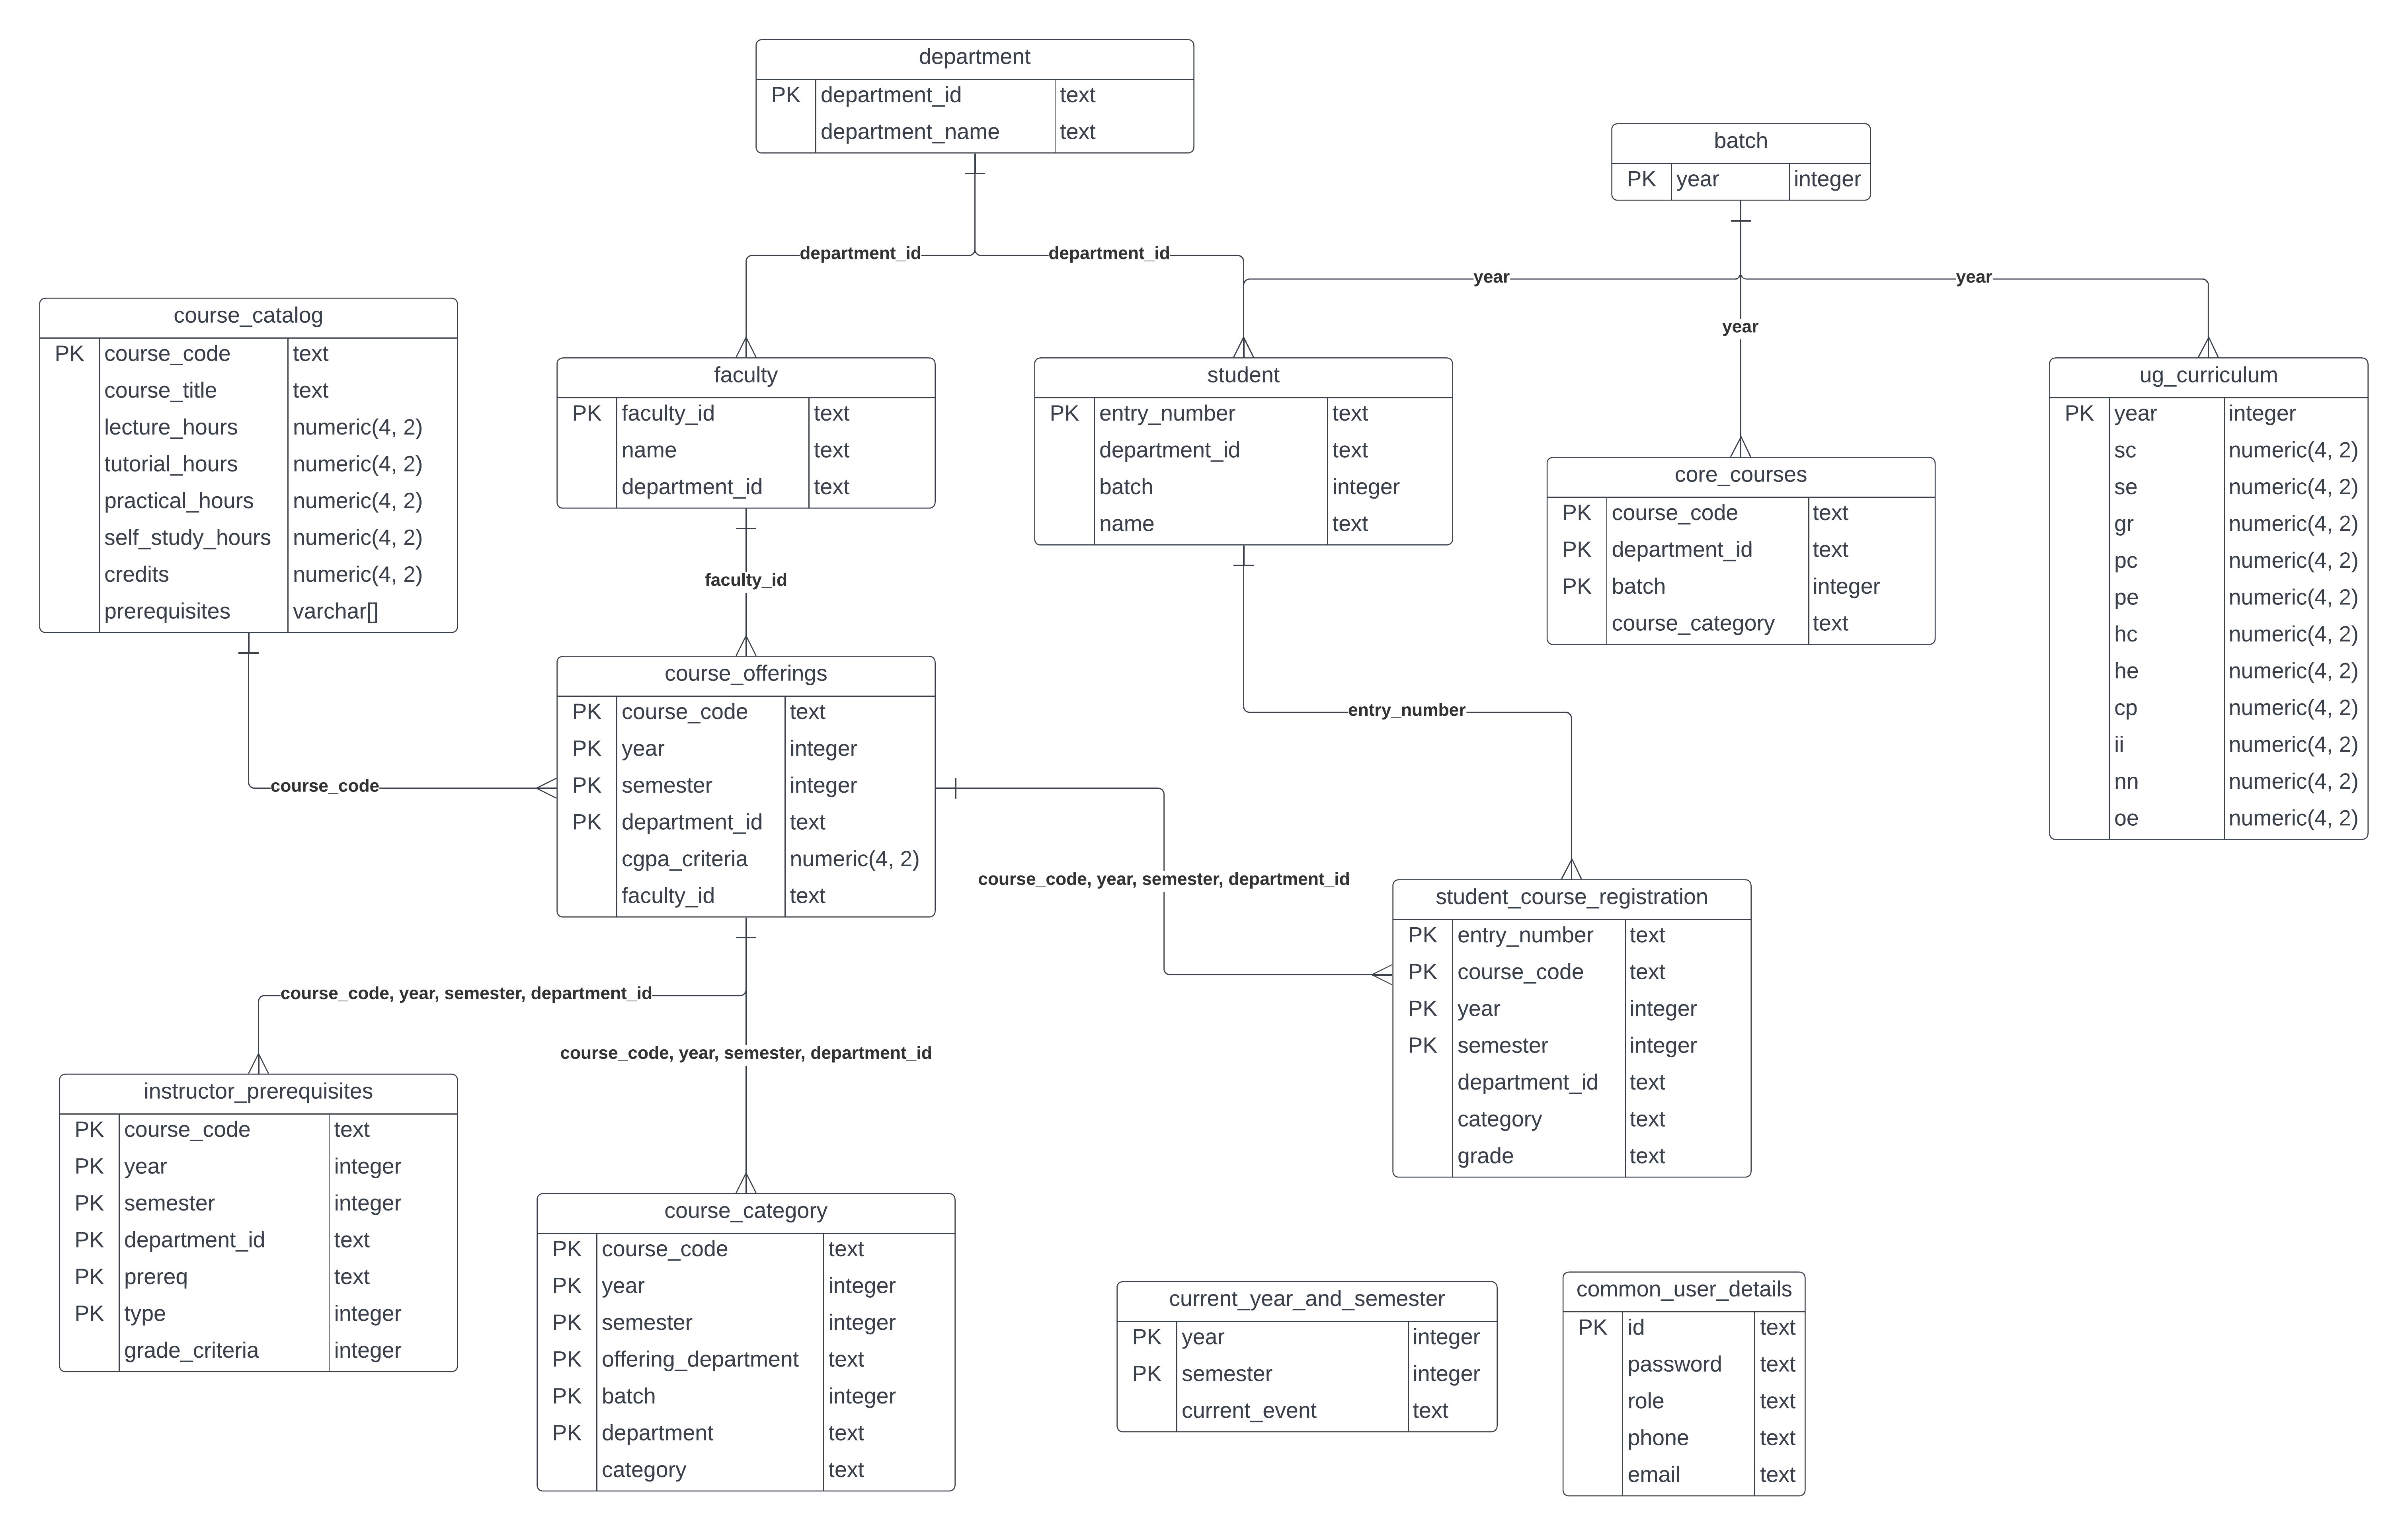 department
PK department_id text
department_name text
batch
PK year integer
department_id
department_id
year
year
year
course_catalog
PK course_code text
course_title text
lecture_hours numeric(4, 2)
tutorial_hours numeric(4, 2)
practical_hours numeric(4, 2)
self_study_hours numeric(4, 2)
credits numeric(4, 2)
prerequisites varchar[]
faculty
PK faculty_id text
name text
department_id text
student
PK entry_number text
department_id text
batch integer
name text
core_courses
PK course_code text
PK department_id text
PK batch integer
course_category text
ug_curriculum
PK year integer
sc numeric(4, 2)
se numeric(4, 2)
gr numeric(4, 2)
pc numeric(4, 2)
pe numeric(4, 2)
hc numeric(4, 2)
he numeric(4, 2)
cp numeric(4, 2)
ii numeric(4, 2)
nn numeric(4, 2)
oe numeric(4, 2)
faculty_id
course_code
course_offerings
PK course_code text
PK year integer
PK semester integer
PK department_id text
cgpa_criteria numeric(4, 2)
faculty_id text
entry_number
course_code, year, semester, department_id
student_course_registration
PK entry_number text
PK course_code text
PK year integer
PK semester integer
department_id text
category text
grade text
course_code, year, semester, department_id
course_code, year, semester, department_id
instructor_prerequisites
PK course_code text
PK year integer
PK semester integer
PK department_id text
PK prereq text
PK type integer
grade_criteria integer
course_category
PK course_code text
PK year integer
PK semester integer
PK offering_department text
PK batch integer
PK department text
category text
current_year_and_semester
PK year integer
PK semester integer
current_event text
common_user_details
PK id text
password text
role text
phone text
email text